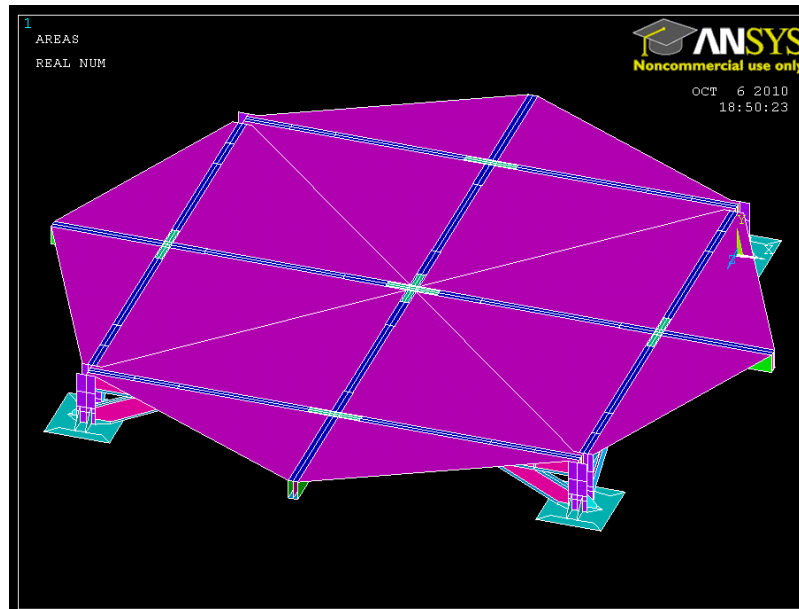 1
AREAS
REAL NUM
ANSYS
Noncommercial use only
OCT 6 2010
18:50:23